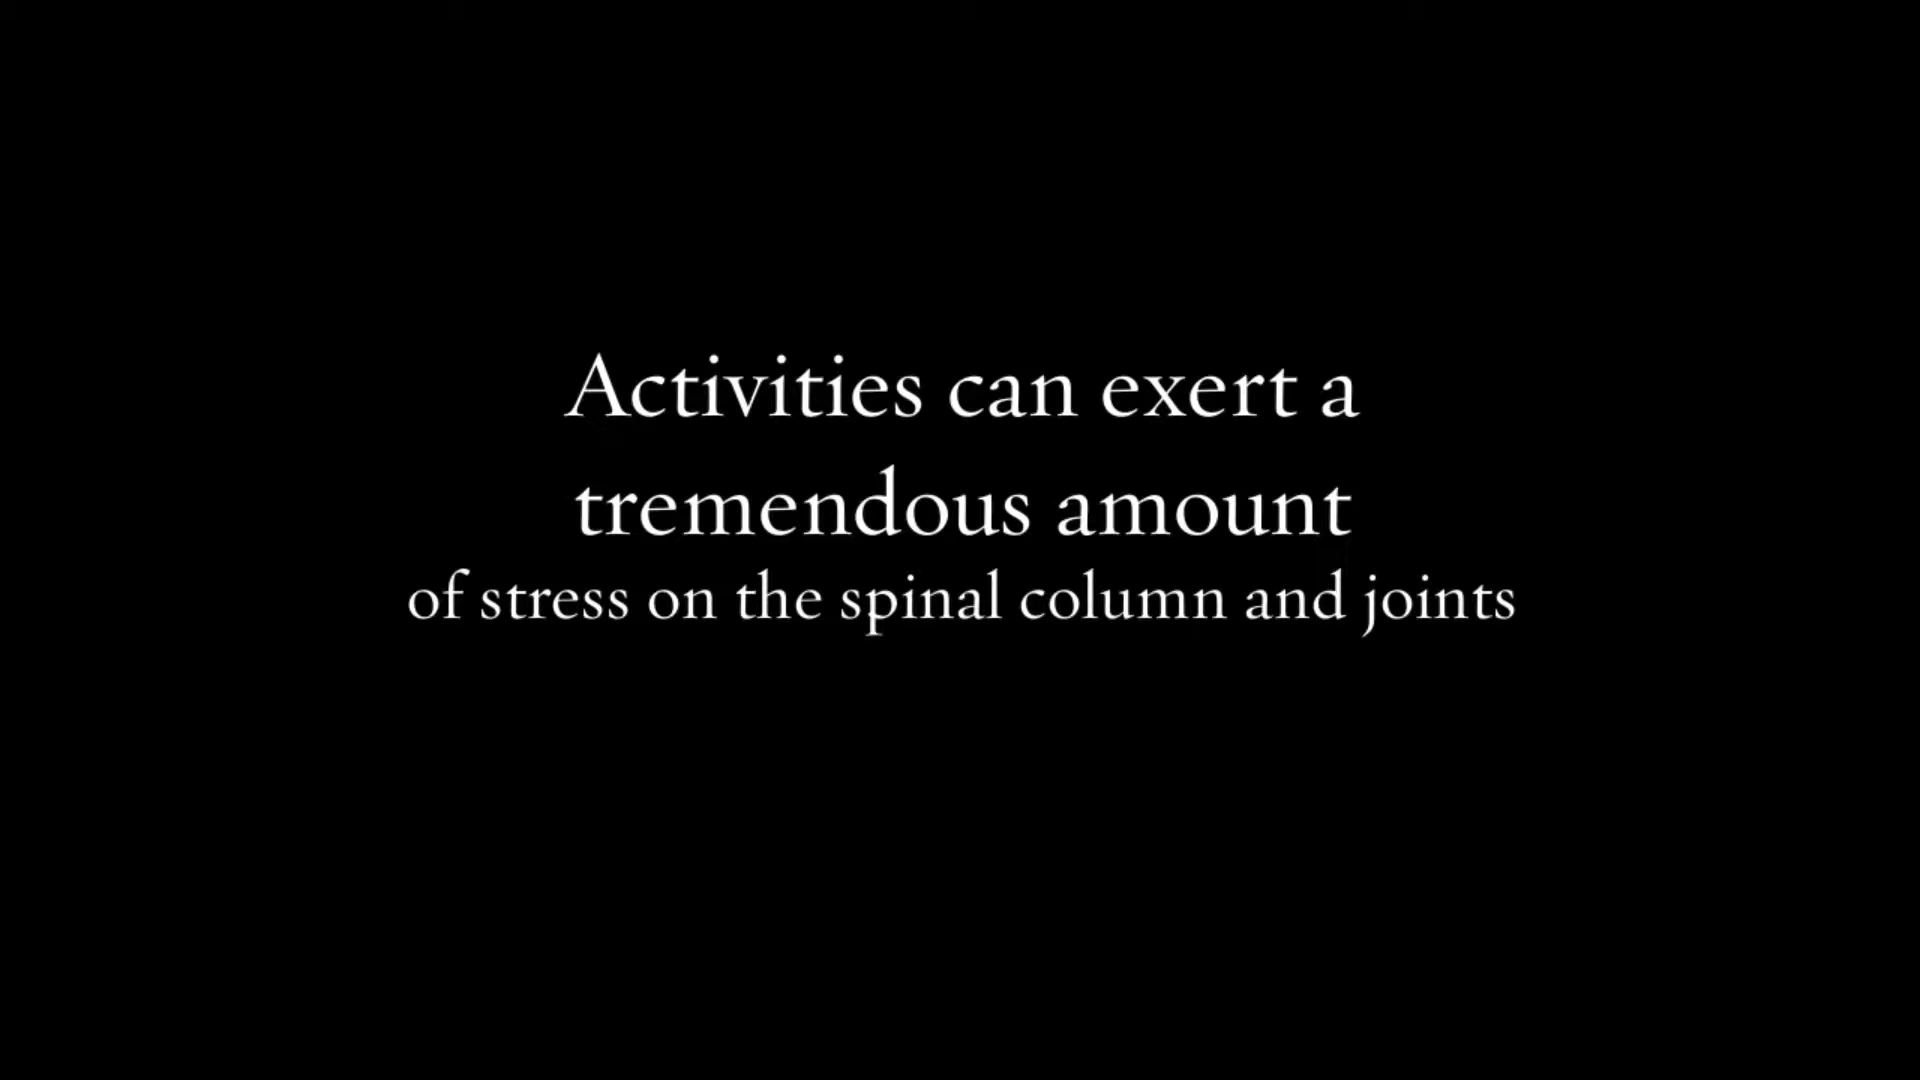 Activities can exert a
tremendous amount
of stress on the spinal column and joints